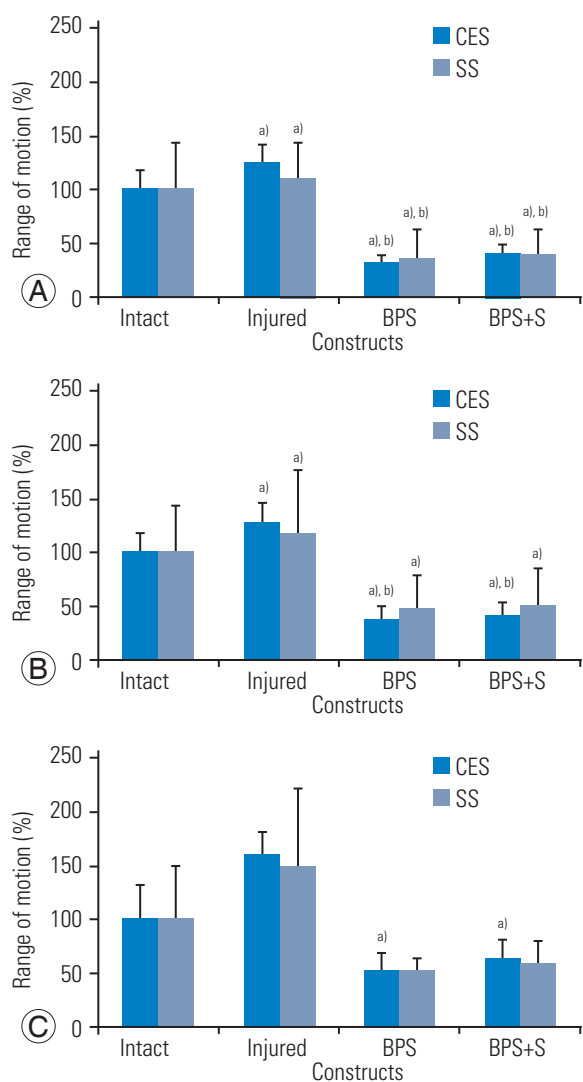 250
200
150
100
50
0
Range of motion (%)
CES
SS
a) a)
a), b) a), b) a), b) a), b)
Intact Injured BPS BPS+S
Constructs
A
250
200
150
100
50
0
Range of motion (%)
CES
SS
a) a)
a), b) a) a), b) a)
Intact Injured BPS BPS+S
Constructs
B
250
200
150
100
50
0
Range of motion (%)
CES
SS
a) a)
Intact Injured BPS BPS+S
Constructs
C